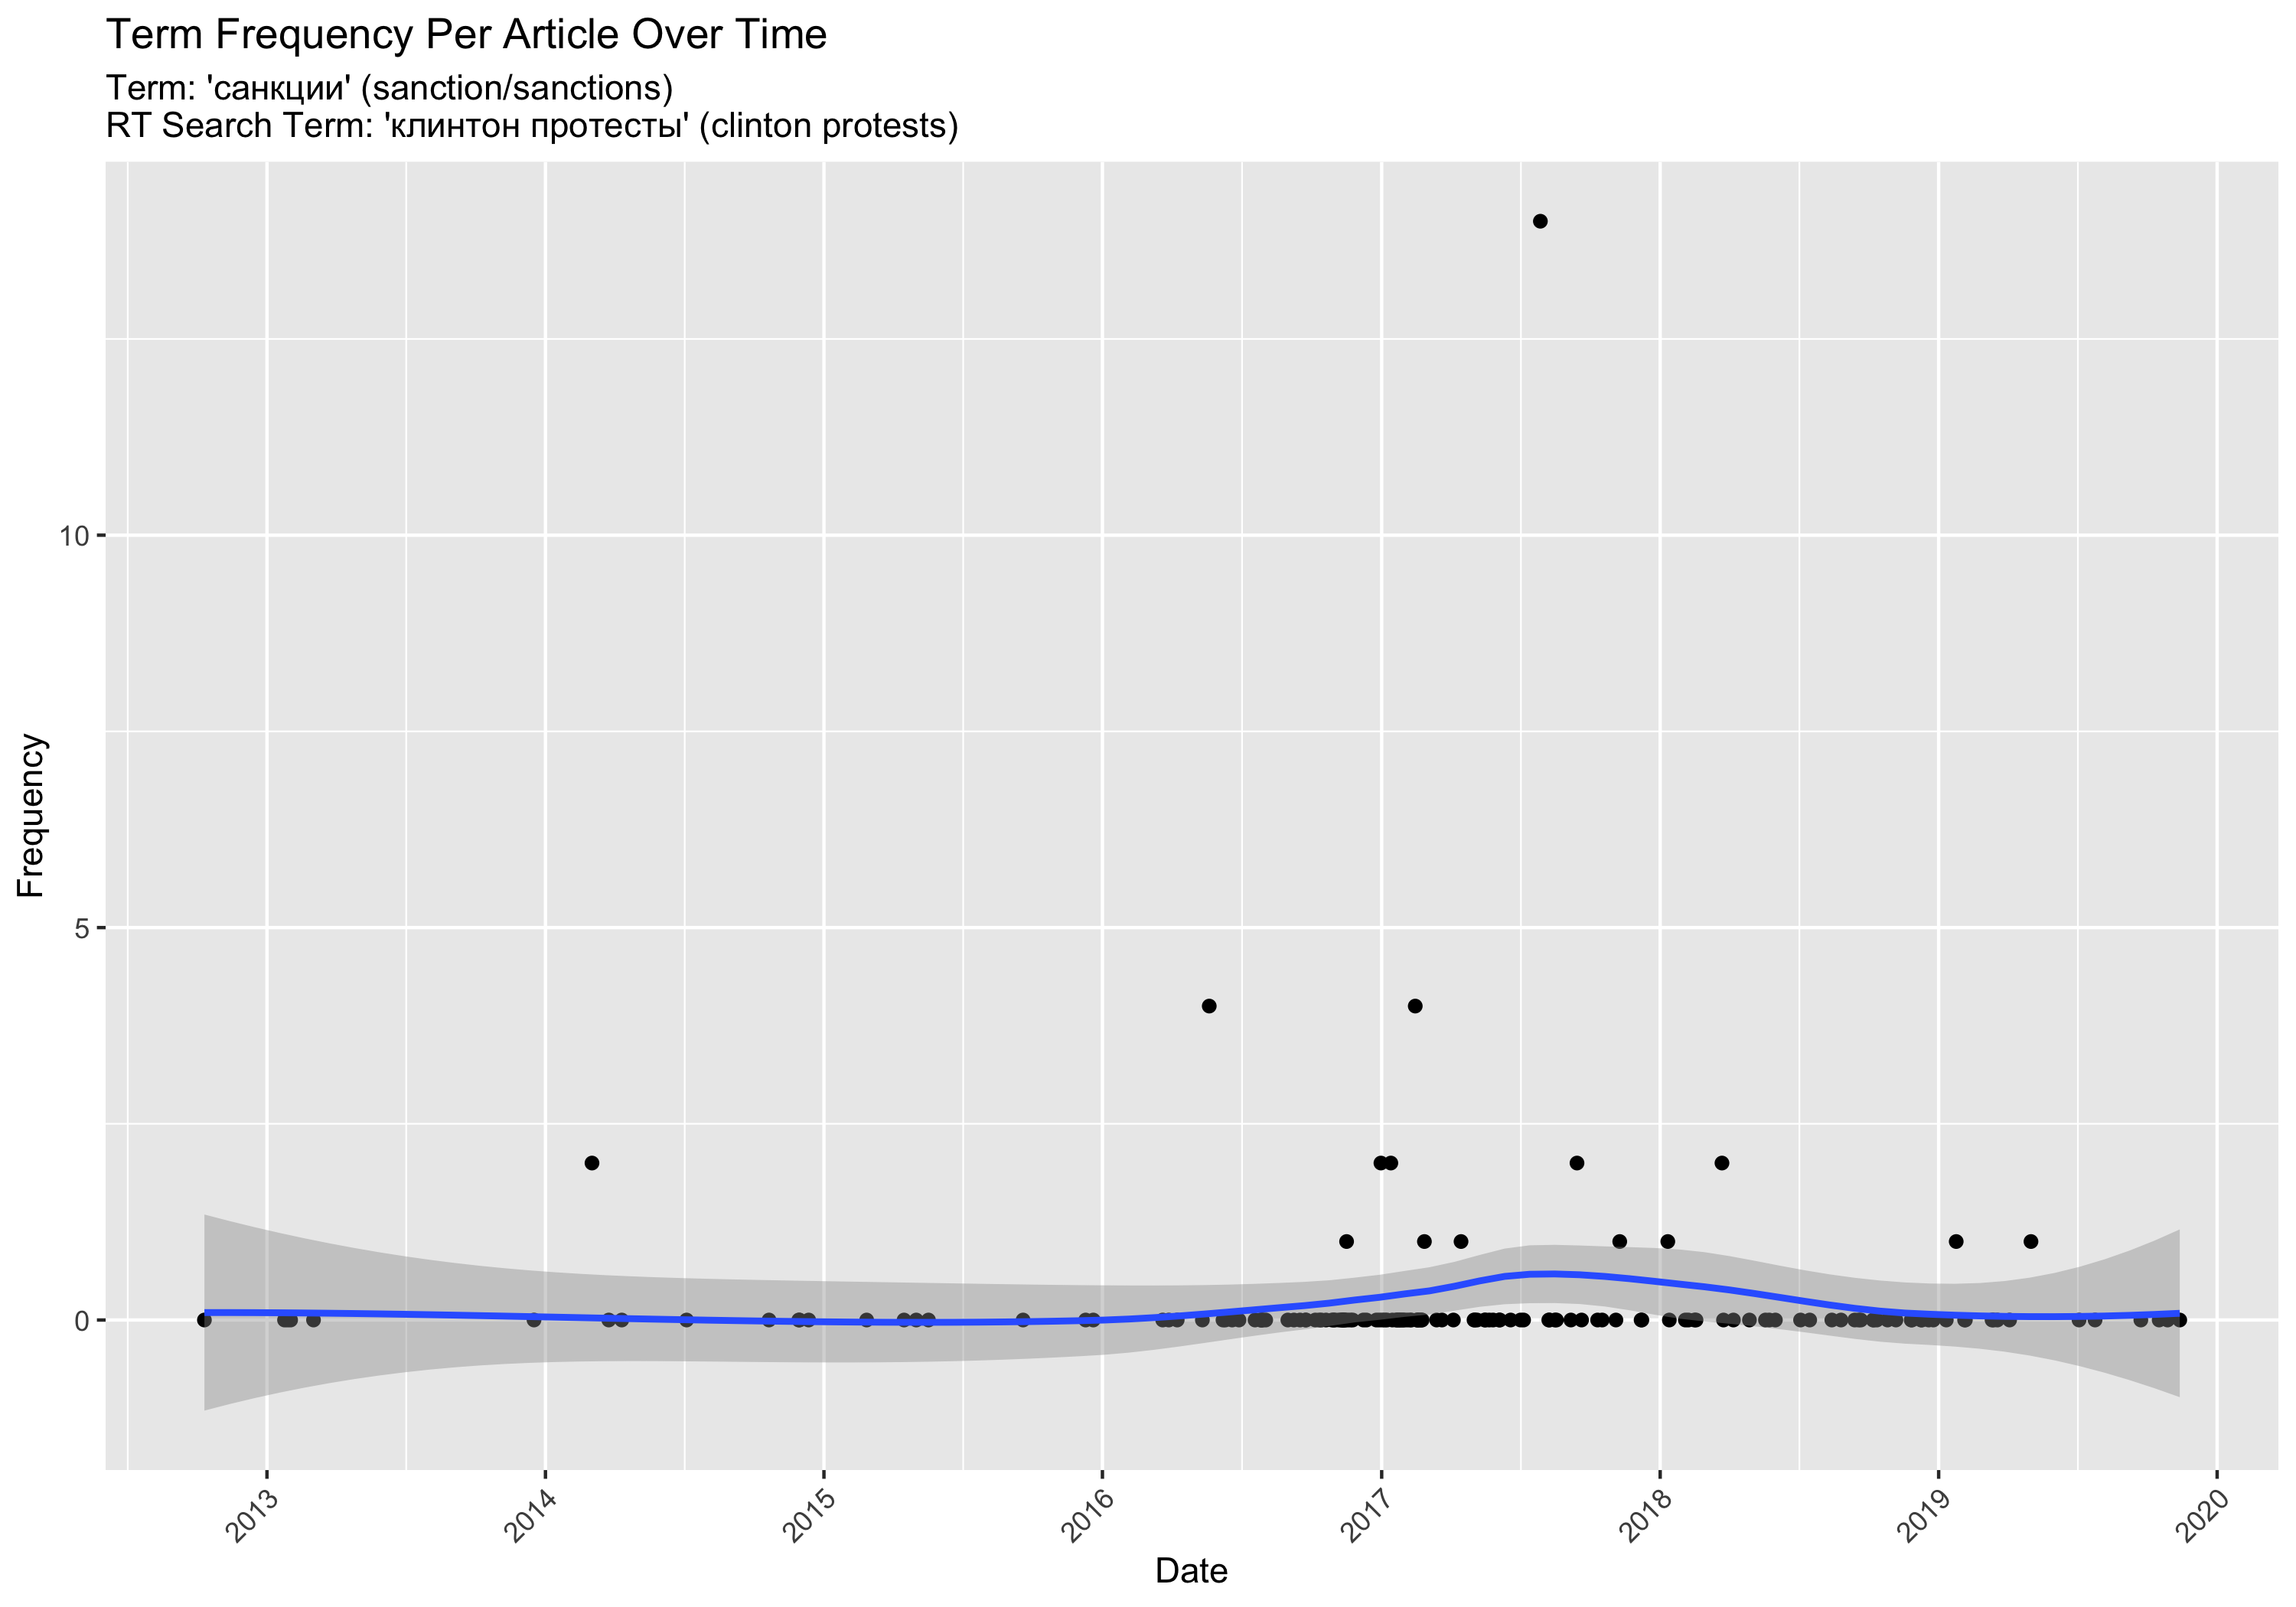 Term Frequency Per Article Over Time
Term: 'санкции' (sanction/sanctions)
RT Search Term: 'клинтон протесты' (clinton protests)
Frequency
10
5
0
2013
2014
2015
2016
2017
2018
2019
2020
Date